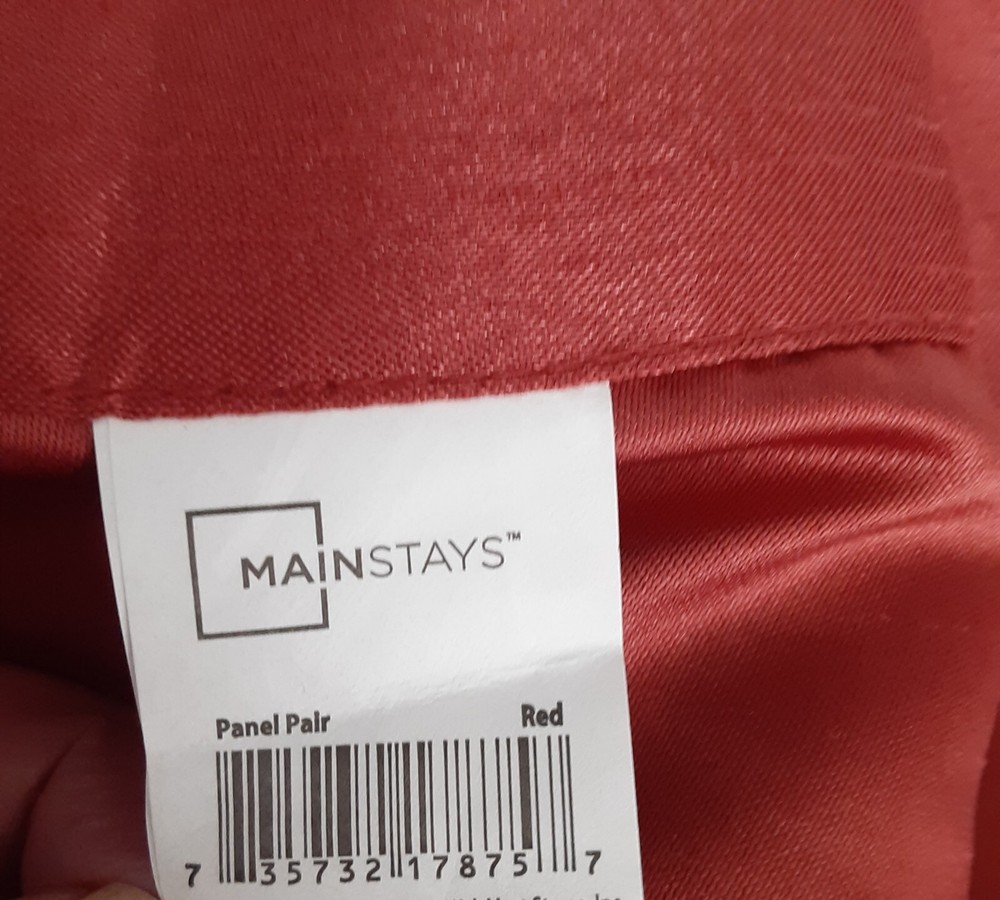 MAINSTAYS™
Panel Pair Red
7 35732 17875 7